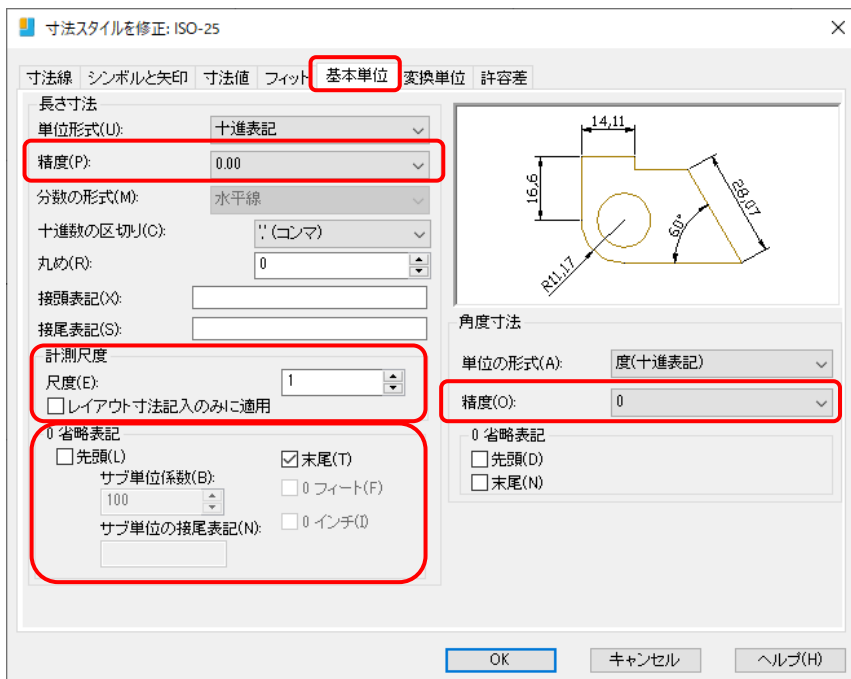 寸法スタイルを修正: ISO-25
寸法線 シンボルと矢印 寸法値 フィット 基本単位 変換単位 許容差
長さ寸法
単位形式(U): 十進表記
精度(P): 0.00
分数の形式(M): 水平線
十進数の区切り(C): ',' (コンマ)
丸め(R): 0
接頭表記(X):
接尾表記(S):
計測尺度
尺度(E): 1
レイアウト寸法記入のみに適用
0 省略表記
先頭(L) 末尾(T)
サブ単位係数(B): 0 フィート(F)
100
サブ単位の接尾表記(N): 0 インチ(I)
14,11
16,6
28,07
60°
R11,17
角度寸法
単位の形式(A): 度(十進表記)
精度(O): 0
0 省略表記
先頭(D)
末尾(N)
OK キャンセル ヘルプ(H)